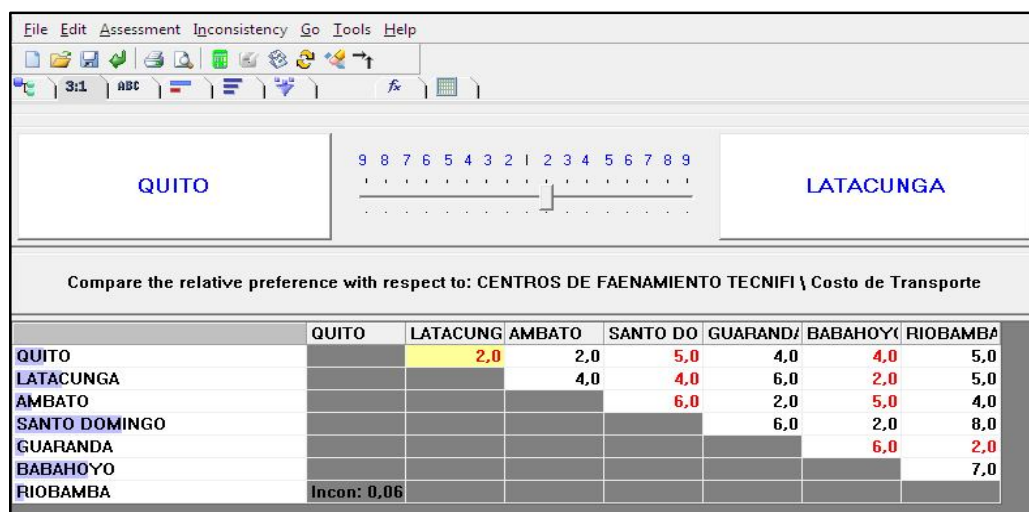 File Edit Assessment Inconsistency Go Tools Help
3:1 ABC fx
9 8 7 6 5 4 3 2 | 2 3 4 5 6 7 8 9
QUITO LATACUNGA
Compare the relative preference with respect to: CENTROS DE FAENAMIENTO TECNIFI \ Costo de Transporte
QUITO LATACUNG AMBATO SANTO DO GUARANDA BABAHOYO RIOBAMBA
QUITO 2,0 2,0 5,0 4,0 4,0 5,0
LATACUNGA 4,0 4,0 6,0 2,0 5,0
AMBATO 6,0 2,0 5,0 4,0
SANTO DOMINGO 6,0 2,0 8,0
GUARANDA 6,0 2,0
BABAHOYO 7,0
RIOBAMBA Incon: 0,06